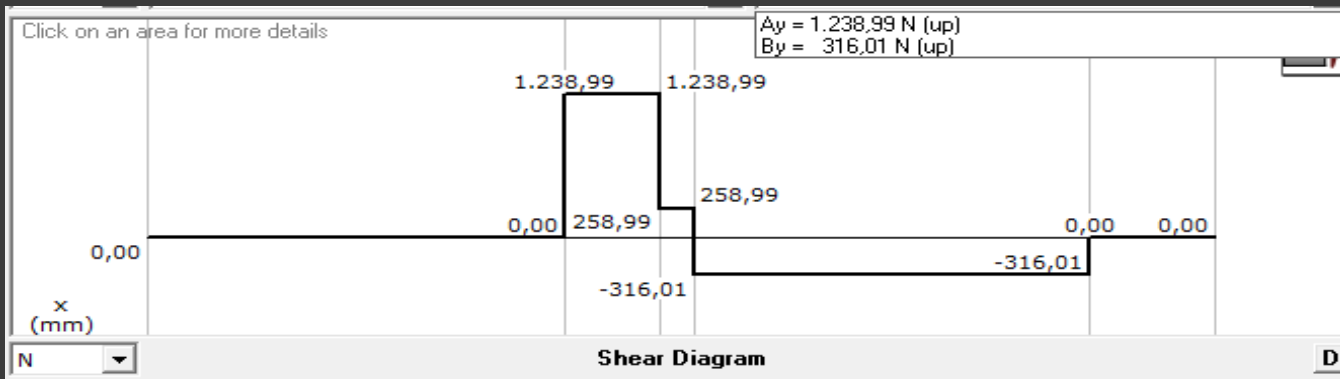 Click on an area for more details
Ay = 1.238,99 N (up)
By = 316,01 N (up)
1.238,99
1.238,99
258,99
0,00
258,99
0,00
0,00
0,00
-316,01
-316,01
x
(mm)
N
Shear Diagram
D